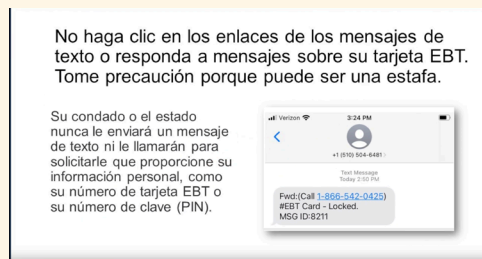 No haga clic en los enlaces de los mensajes de
texto o responda a mensajes sobre su tarjeta EBT.
Tome precaución porque puede ser una estafa.
Su condado o el estado
nunca le enviará un mensaje
de texto ni le llamarán para
solicitarle que proporcione su
información personal, como
su número de tarjeta EBT o
su número de clave (PIN).
Verizon
3:24 PM
+1 (510) 504-6481
Text Message
Today 2:50 PM
Fwd:(Call 1-866-542-0425)
#EBT Card - Locked.
MSG ID:8211